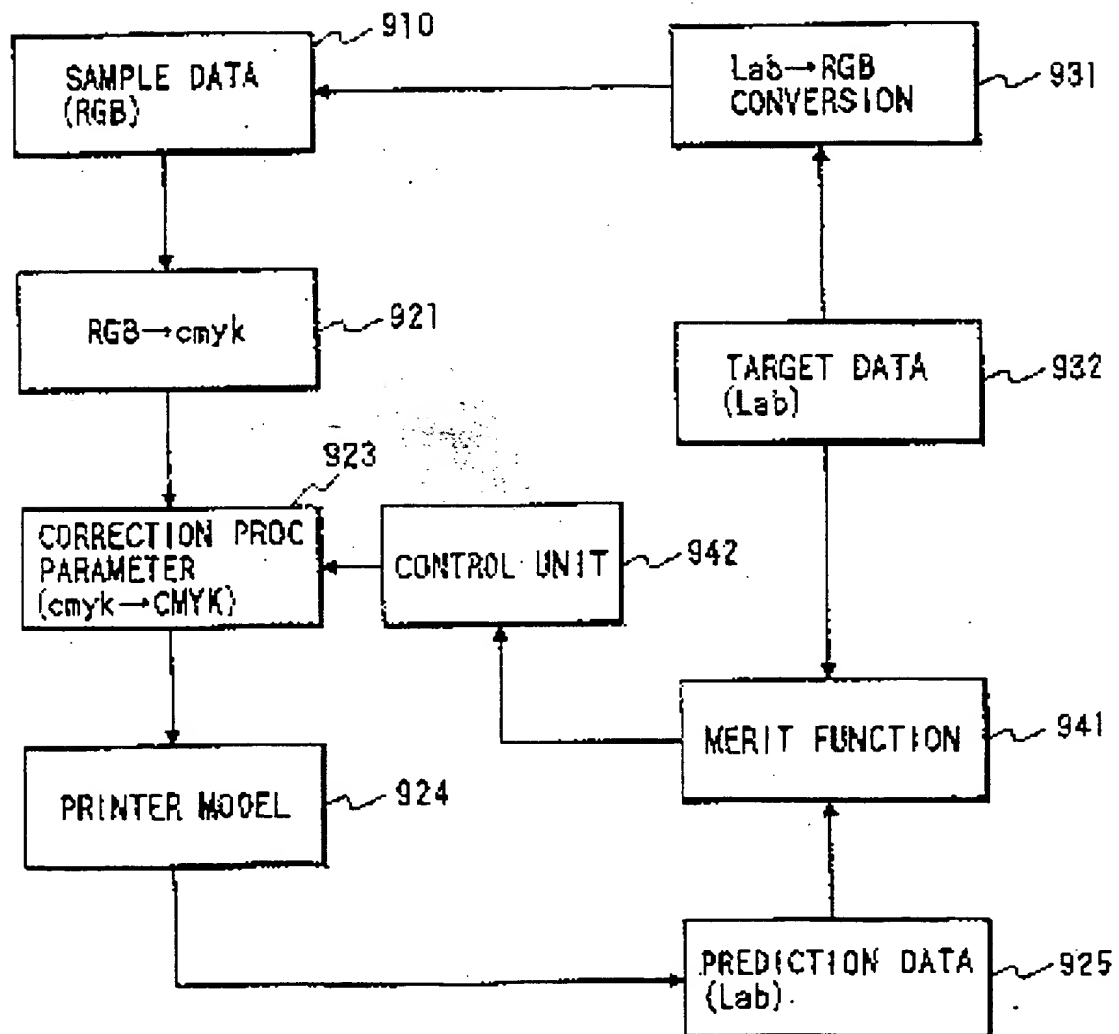 910
SAMPLE DATA
(RGB)
Lab→RGB
CONVERSION
931
RGB→cmyk
921
TARGET DATA
(Lab)
932
923
CORRECTION PROC
PARAMETER
(cmyk→CMYK)
CONTROL UNIT
942
MERIT FUNCTION
941
PRINTER MODEL
924
PREDICTION DATA
(Lab)
925